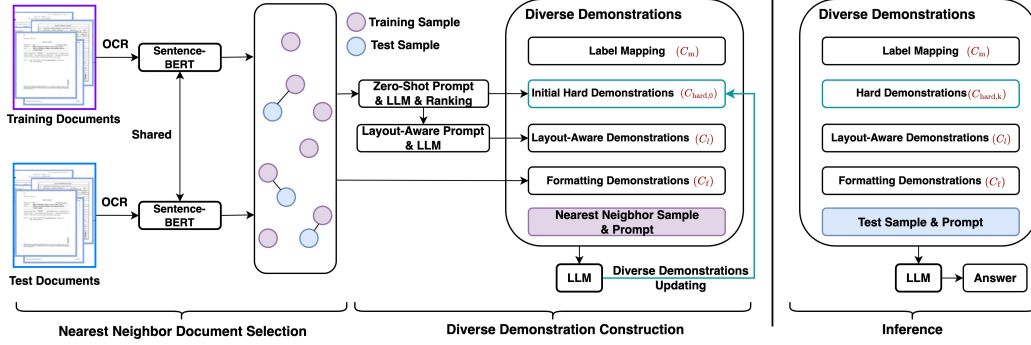 Training Documents
OCR
Sentence-
BERT
Shared
OCR
Sentence-
BERT
Test Documents
Training Sample
Test Sample
Nearest Neighbor Document Selection
Zero-Shot Prompt
& LLM & Ranking
Layout-Aware Prompt
& LLM
Diverse Demonstrations
Label Mapping (Cm)
Initial Hard Demonstrations (Chard,0)
Layout-Aware Demonstrations (Cl)
Formatting Demonstrations (Cf)
Nearest Neigbhor Sample
& Prompt
LLM
Diverse Demonstrations
Updating
Diverse Demonstration Construction
Diverse Demonstrations
Label Mapping (Cm)
Hard Demonstrations(Chard,k)
Layout-Aware Demonstrations (Cl)
Formatting Demonstrations (Cf)
Test Sample & Prompt
LLM
Answer
Inference